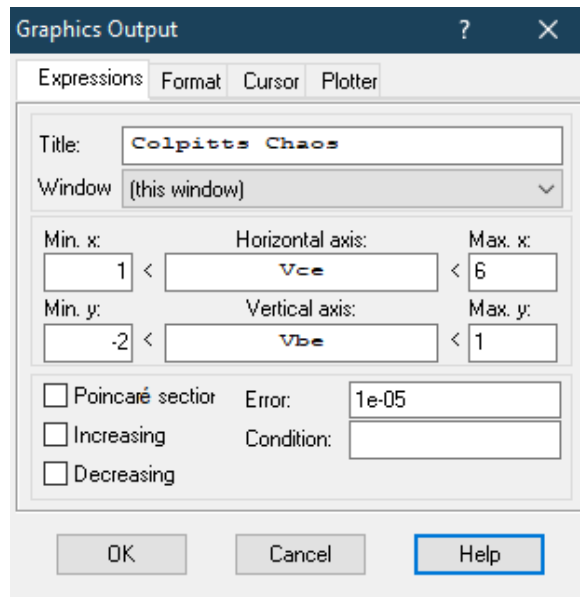 Graphics Output ? ×
Expressions Format Cursor Plotter
Title: Colpitts Chaos
Window (this window)
Min. x: Horizontal axis: Max. x:
1 < Vce < 6
Min. y: Vertical axis: Max. y:
-2 < Vbe < 1
Poincaré sectior Error: 1e-05
Increasing Condition:
Decreasing
OK Cancel Help